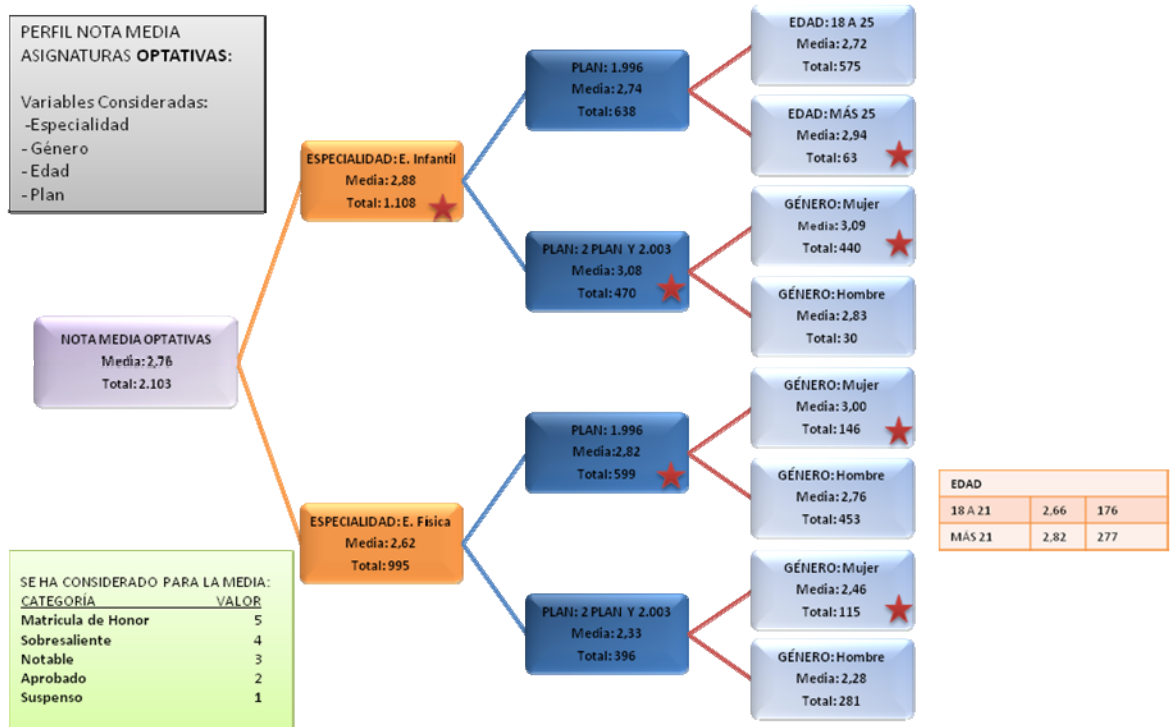 PERFIL NOTA MEDIA
ASIGNATURAS OPTATIVAS:
Variables Consideradas:
-Especialidad
- Género
- Edad
- Plan
NOTA MEDIA OPTATIVAS
Media: 2,76
Total: 2.103
ESPECIALIDAD: E. Infantil
Media: 2,88
Total: 1.108
ESPECIALIDAD: E. Física
Media: 2,62
Total: 995
PLAN: 1.996
Media: 2,74
Total: 638
PLAN: 2 PLAN Y 2.003
Media: 3,08
Total: 470
PLAN: 1.996
Media:2,82
Total: 599
PLAN: 2 PLAN Y 2.003
Media: 2,33
Total: 396
EDAD: 18 A 25
Media: 2,72
Total: 575
EDAD: MÁS 25
Media: 2,94
Total: 63
GÉNERO: Mujer
Media: 3,09
Total: 440
GÉNERO: Hombre
Media: 2,83
Total: 30
GÉNERO: Mujer
Media: 3,00
Total: 146
GÉNERO: Hombre
Media: 2,76
Total: 453
GÉNERO: Mujer
Media: 2,46
Total: 115
GÉNERO: Hombre
Media: 2,28
Total: 281
EDAD
18 A 21 2,66 176
MÁS 21 2,82 277
SE HA CONSIDERADO PARA LA MEDIA:
CATEGORÍA VALOR
Matricula de Honor 5
Sobresaliente 4
Notable 3
Aprobado 2
Suspenso 1